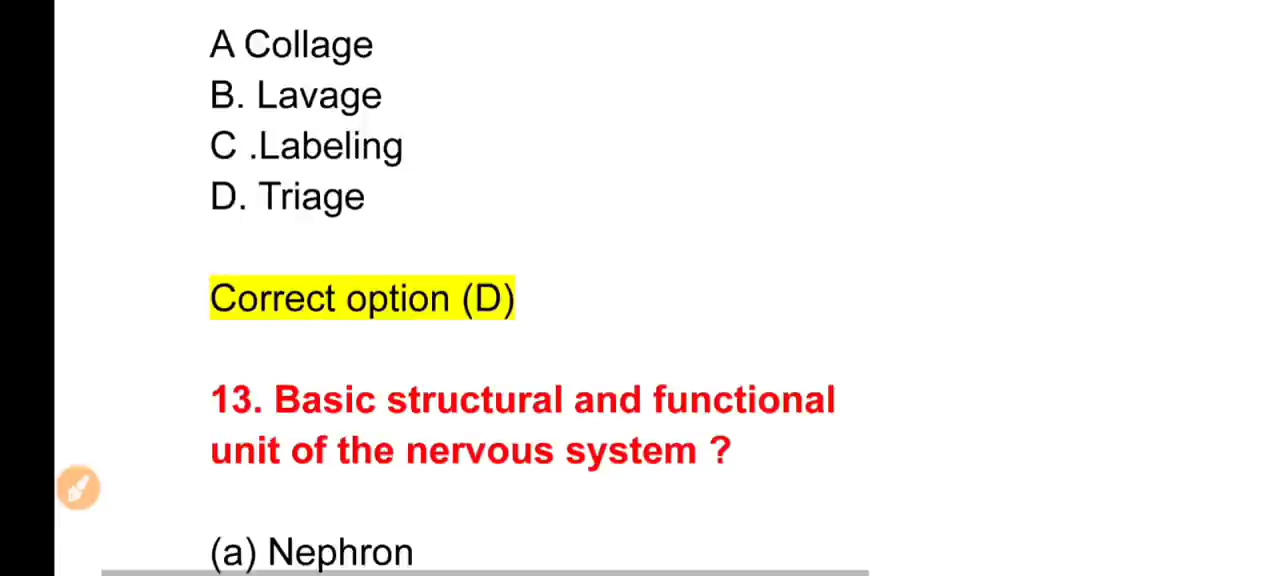 A Collage
B. Lavage
C .Labeling
D. Triage
Correct option (D)
13. Basic structural and functional
unit of the nervous system ?
(a) Nephron